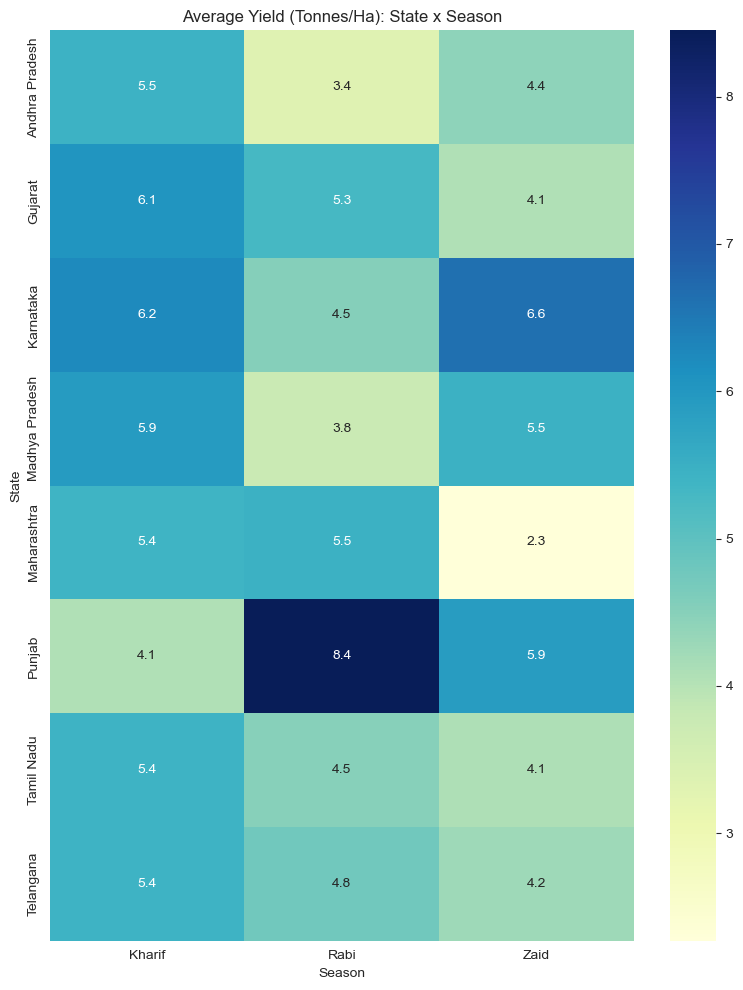 Average Yield (Tonnes/Ha): State x Season
State
Andhra Pradesh
5.5 3.4 4.4
Gujarat
6.1 5.3 4.1
Karnataka
6.2 4.5 6.6
Madhya Pradesh
5.9 3.8 5.5
Maharashtra
5.4 5.5 2.3
Punjab
4.1 8.4 5.9
Tamil Nadu
5.4 4.5 4.1
Telangana
5.4 4.8 4.2
Kharif Rabi Zaid
Season
8
7
6
5
4
3